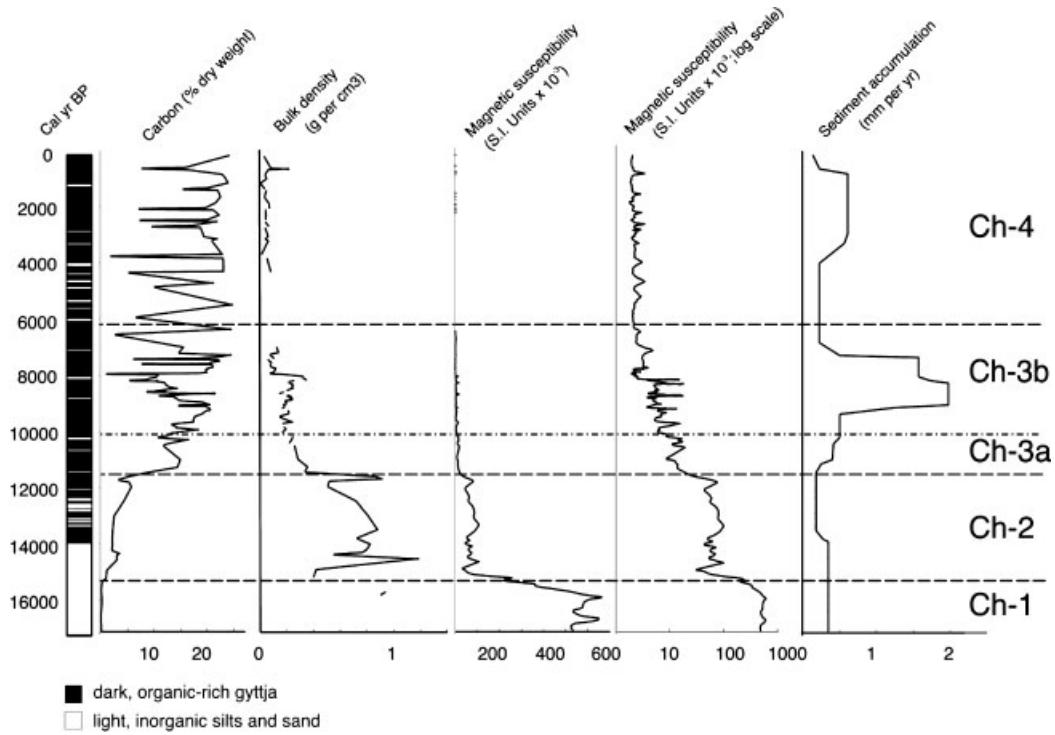 Cal yr BP
Carbon (% dry weight)
Bulk density
(g per cm3)
Magnetic susceptibility
(S.I. Units x 10⁻³)
Magnetic susceptibility
(S.I. Units x 10⁻³; log scale)
Sediment accumulation
(mm per yr)
0
2000
4000
6000
8000
10000
12000
14000
16000
Ch-4
Ch-3b
Ch-3a
Ch-2
Ch-1
10 20 0 1 200 400 600 10 100 1000 1 2
dark, organic-rich gyttja
light, inorganic silts and sand